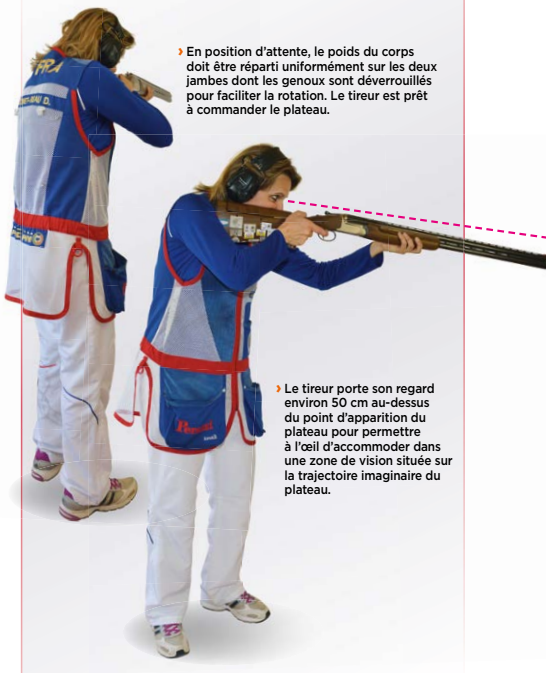 › En position d'attente, le poids du corps
doit être réparti uniformément sur les deux
jambes dont les genoux sont déverrouillés
pour faciliter la rotation. Le tireur est prêt
à commander le plateau.
FRA
› Le tireur porte son regard
environ 50 cm au-dessus
du point d'apparition du
plateau pour permettre
à l'œil d'accommoder dans
une zone de vision située sur
la trajectoire imaginaire du
plateau.